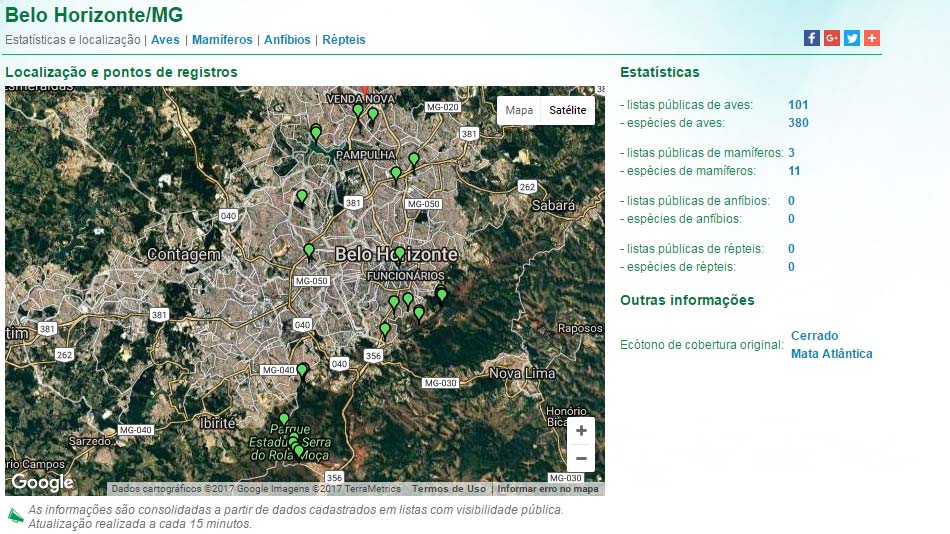 Belo Horizonte/MG
Estatísticas e localização | Aves | Mamíferos | Anfíbios | Répteis
Localização e pontos de registros
VENDA NOVA
MG-020
Mapa
Satélite
381
PAMPULHA
262
381
MG-050
Sabará
040
Contagem
Belo Horizonte
FUNCIONÁRIOS
MG-050
381
381
040
Raposos
262
356
040
MG-040
MG-030
Nova Lima
Ibirité
Honório
Bica
MG-040
Sarzedo
Parque
Estadual Serra
do Rola Moça
ário Campos
356
MG-030
Google
Dados cartográficos ©2017 Google Imagens ©2017 TerraMetrics
Termos de Uso
Informar erro no mapa
As informações são consolidadas a partir de dados cadastrados em listas com visibilidade pública.
Atualização realizada a cada 15 minutos.
Estatísticas
- listas públicas de aves: 101
- espécies de aves: 380
- listas públicas de mamíferos: 3
- espécies de mamíferos: 11
- listas públicas de anfíbios: 0
- espécies de anfíbios: 0
- listas públicas de répteis: 0
- espécies de répteis: 0
Outras informações
Ecótono de cobertura original: Cerrado
Mata Atlântica